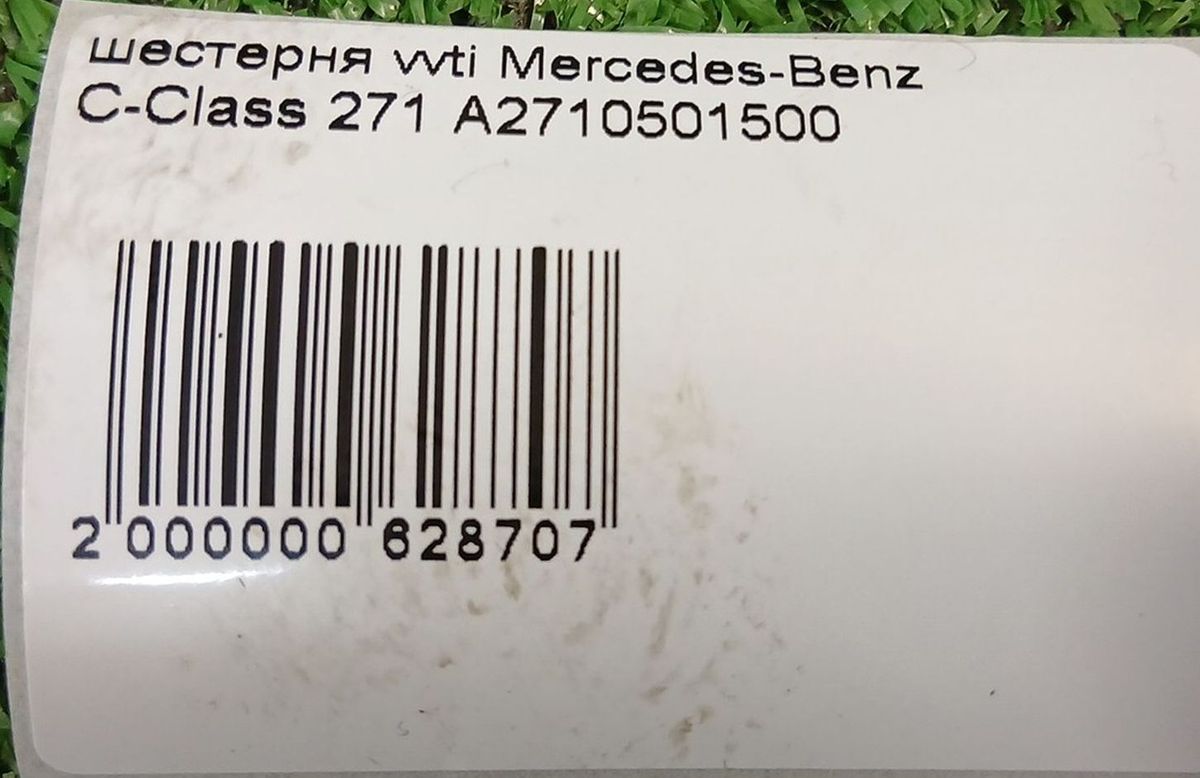 шестерня vvti Mercedes-Benz
C-Class 271 A2710501500
2 000000 628707